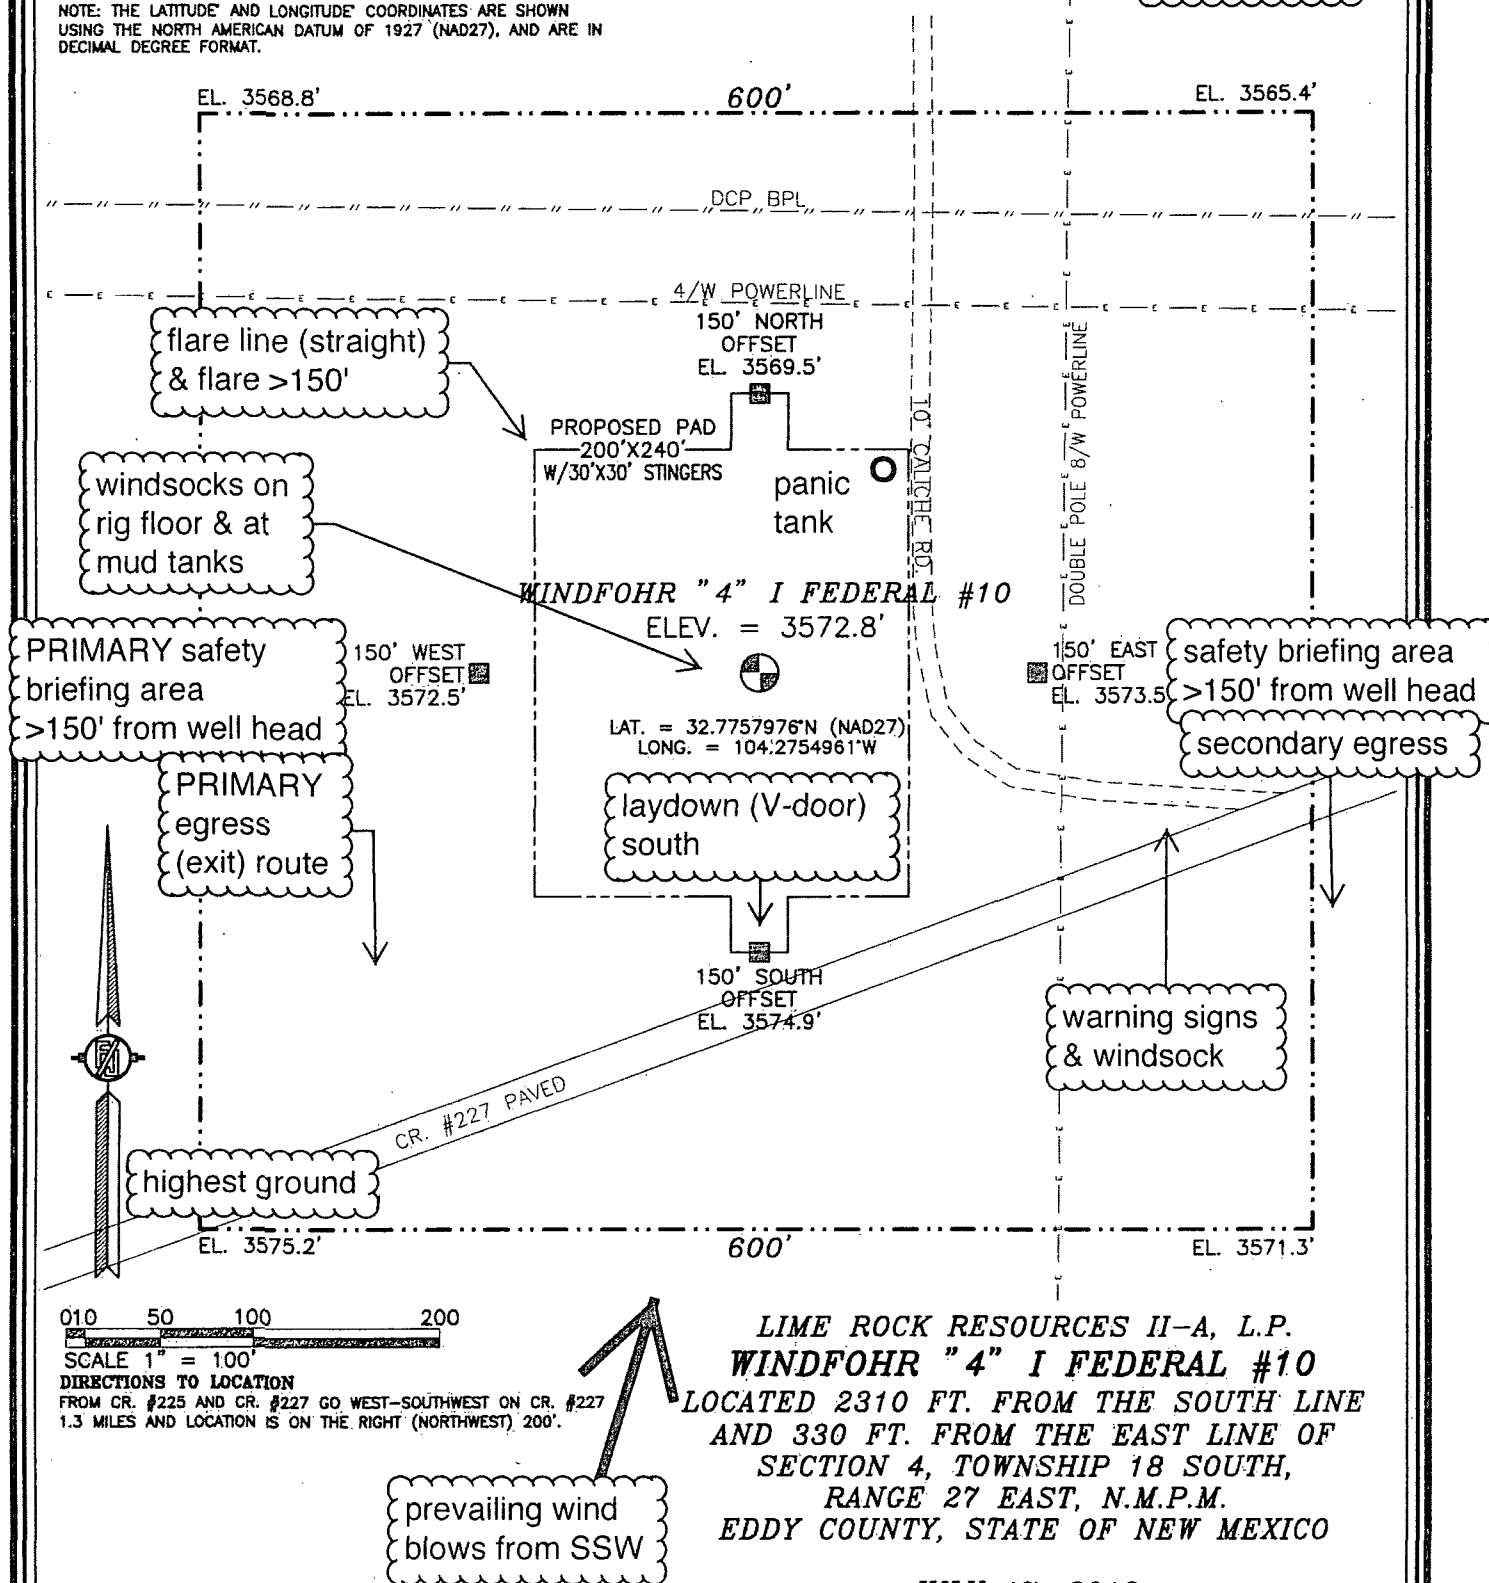 NOTE: THE LATITUDE AND LONGITUDE COORDINATES ARE SHOWN
USING THE NORTH AMERICAN DATUM OF 1927 (NAD27), AND ARE IN
DECIMAL DEGREE FORMAT.
EL. 3568.8'
600'
EL. 3565.4'
DCP BPL
4/W POWERLINE
150' NORTH
OFFSET
EL. 3569.5'
flare line (straight)
& flare >150'
PROPOSED PAD
200'X240'
W/30'X30' STINGERS
panic
tank
10' CALICHE RD.
DOUBLE POLE 8/W POWERLINE
windsocks on
rig floor & at
mud tanks
WINDFOHR "4" I FEDERAL #10
ELEV. = 3572.8'
PRIMARY safety
briefing area
>150' from well head
150' WEST
OFFSET
EL. 3572.5'
150' EAST
OFFSET
EL. 3573.5
safety briefing area
>150' from well head
secondary egress
LAT. = 32.7757976°N (NAD27)
LONG. = 104.2754961°W
PRIMARY
egress
(exit) route
laydown (V-door)
south
150' SOUTH
OFFSET
EL. 3574.9'
warning signs
& windsock
CR. #227 PAVED
highest ground
EL. 3575.2'
600'
EL. 3571.3'
010 50 100 200
SCALE 1" = 100'
DIRECTIONS TO LOCATION
FROM CR. #225 AND CR. #227 GO WEST-SOUTHWEST ON CR. #227
1.3 MILES AND LOCATION IS ON THE RIGHT (NORTHWEST) 200'.
LIME ROCK RESOURCES II-A, L.P.
WINDFOHR "4" I FEDERAL #10
LOCATED 2310 FT. FROM THE SOUTH LINE
AND 330 FT. FROM THE EAST LINE OF
SECTION 4, TOWNSHIP 18 SOUTH,
RANGE 27 EAST, N.M.P.M.
EDDY COUNTY, STATE OF NEW MEXICO
prevailing wind
blows from SSW